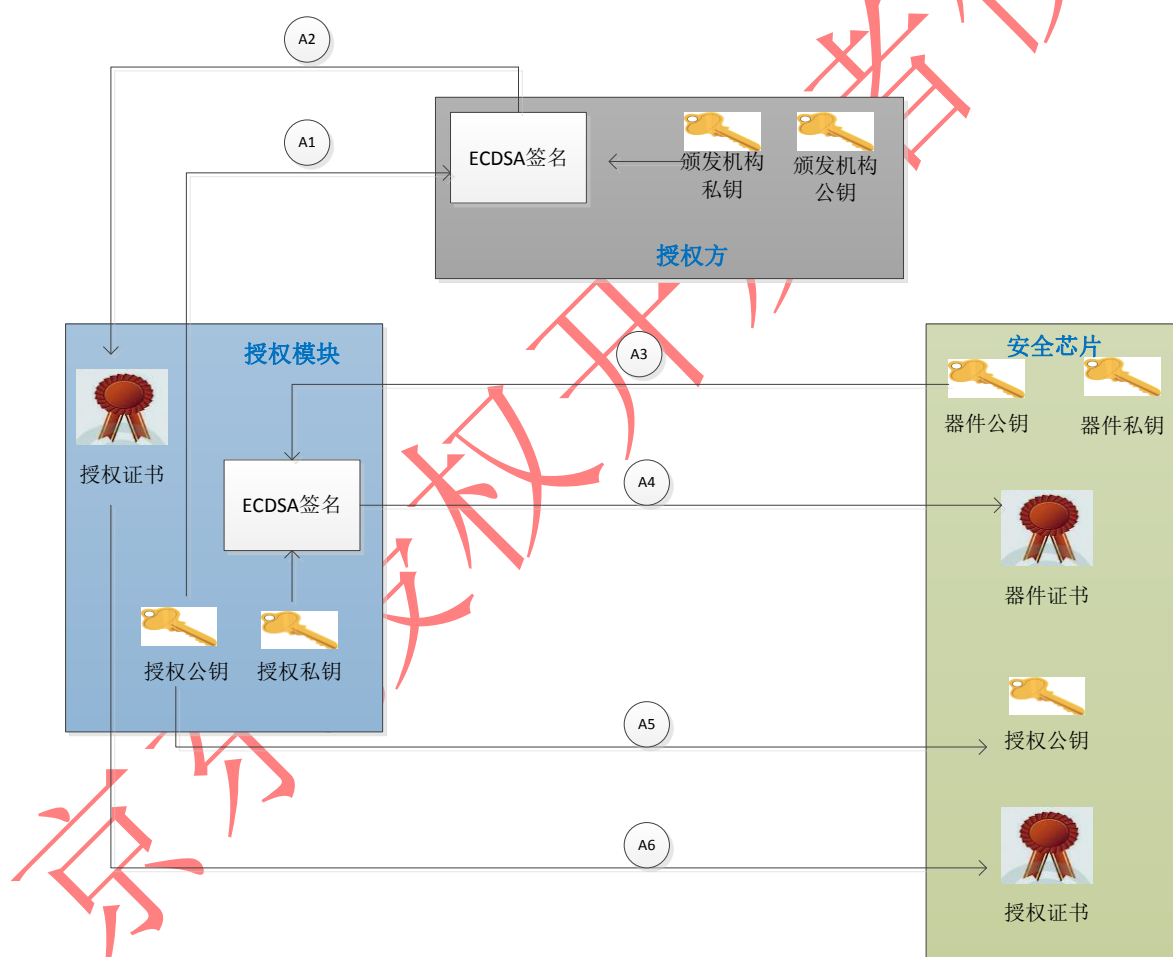 A2
A1
ECDSA签名
颁发机构
私钥
颁发机构
公钥
授权方
授权模块
A3
安全芯片
器件公钥
器件私钥
授权证书
ECDSA签名
A4
器件证书
授权公钥
授权私钥
A5
授权公钥
A6
授权证书